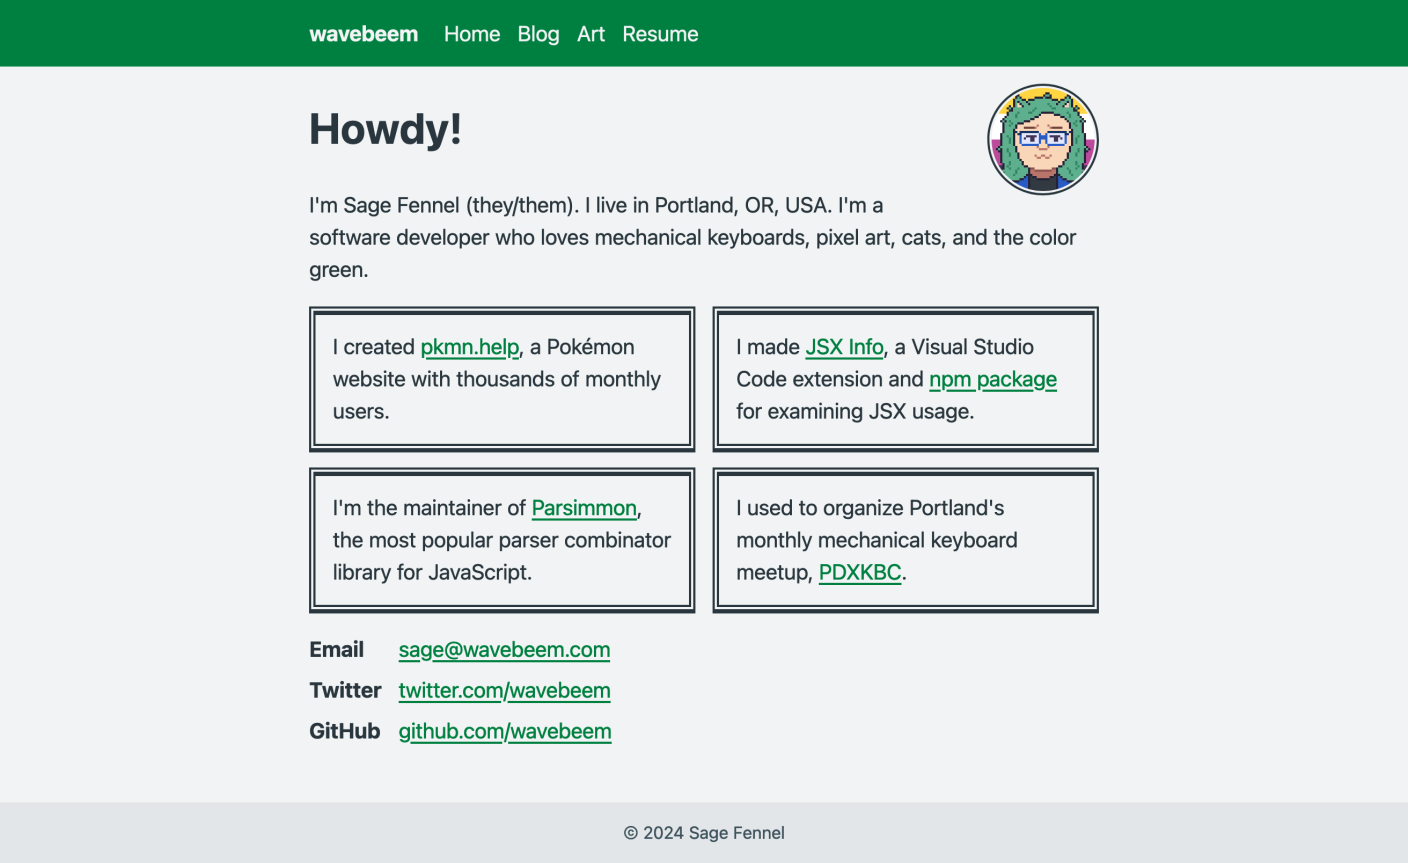 wavebeem Home Blog Art Resume
Howdy!
I'm Sage Fennel (they/them). I live in Portland, OR, USA. I'm a
software developer who loves mechanical keyboards, pixel art, cats, and the color
green.
I created pkmn.help, a Pokémon
website with thousands of monthly
users.
I made JSX Info, a Visual Studio
Code extension and npm package
for examining JSX usage.
I'm the maintainer of Parsimmon,
the most popular parser combinator
library for JavaScript.
I used to organize Portland's
monthly mechanical keyboard
meetup, PDXKBC.
Email sage@wavebeem.com
Twitter twitter.com/wavebeem
GitHub github.com/wavebeem
© 2024 Sage Fennel